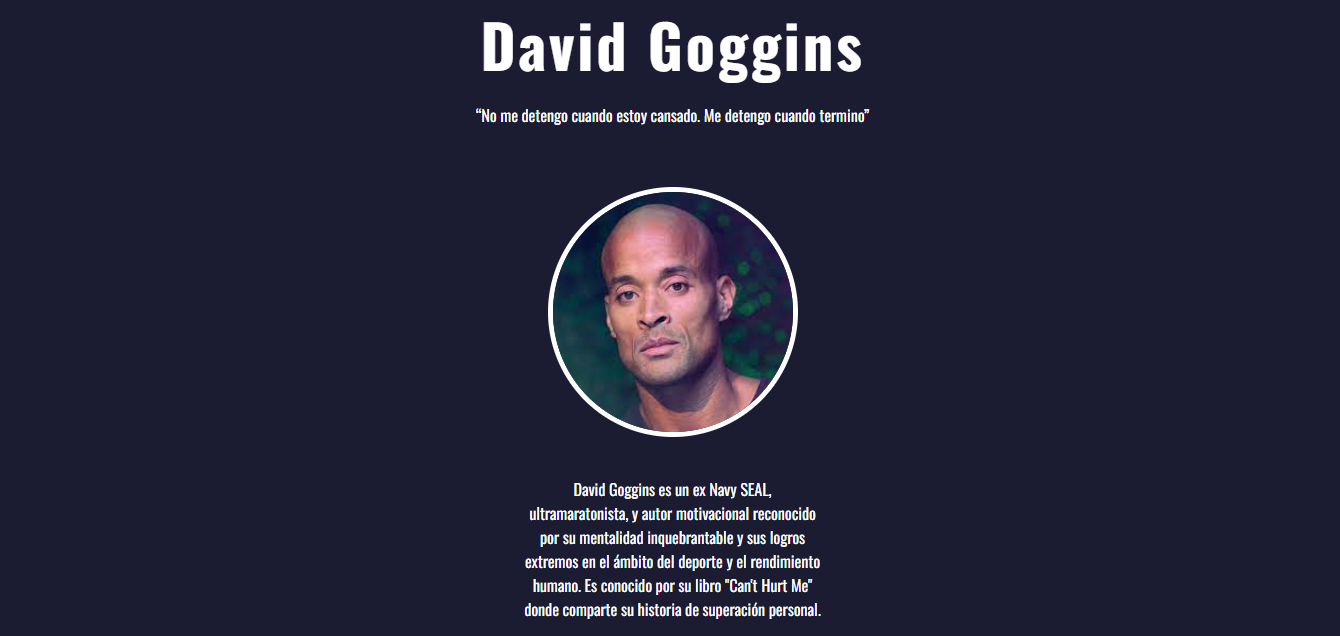 David Goggins
“No me detengo cuando estoy cansado. Me detengo cuando termino”
David Goggins es un ex Navy SEAL,
ultramaratonista, y autor motivacional reconocido
por su mentalidad inquebrantable y sus logros
extremos en el ámbito del deporte y el rendimiento
humano. Es conocido por su libro "Can't Hurt Me"
donde comparte su historia de superación personal.